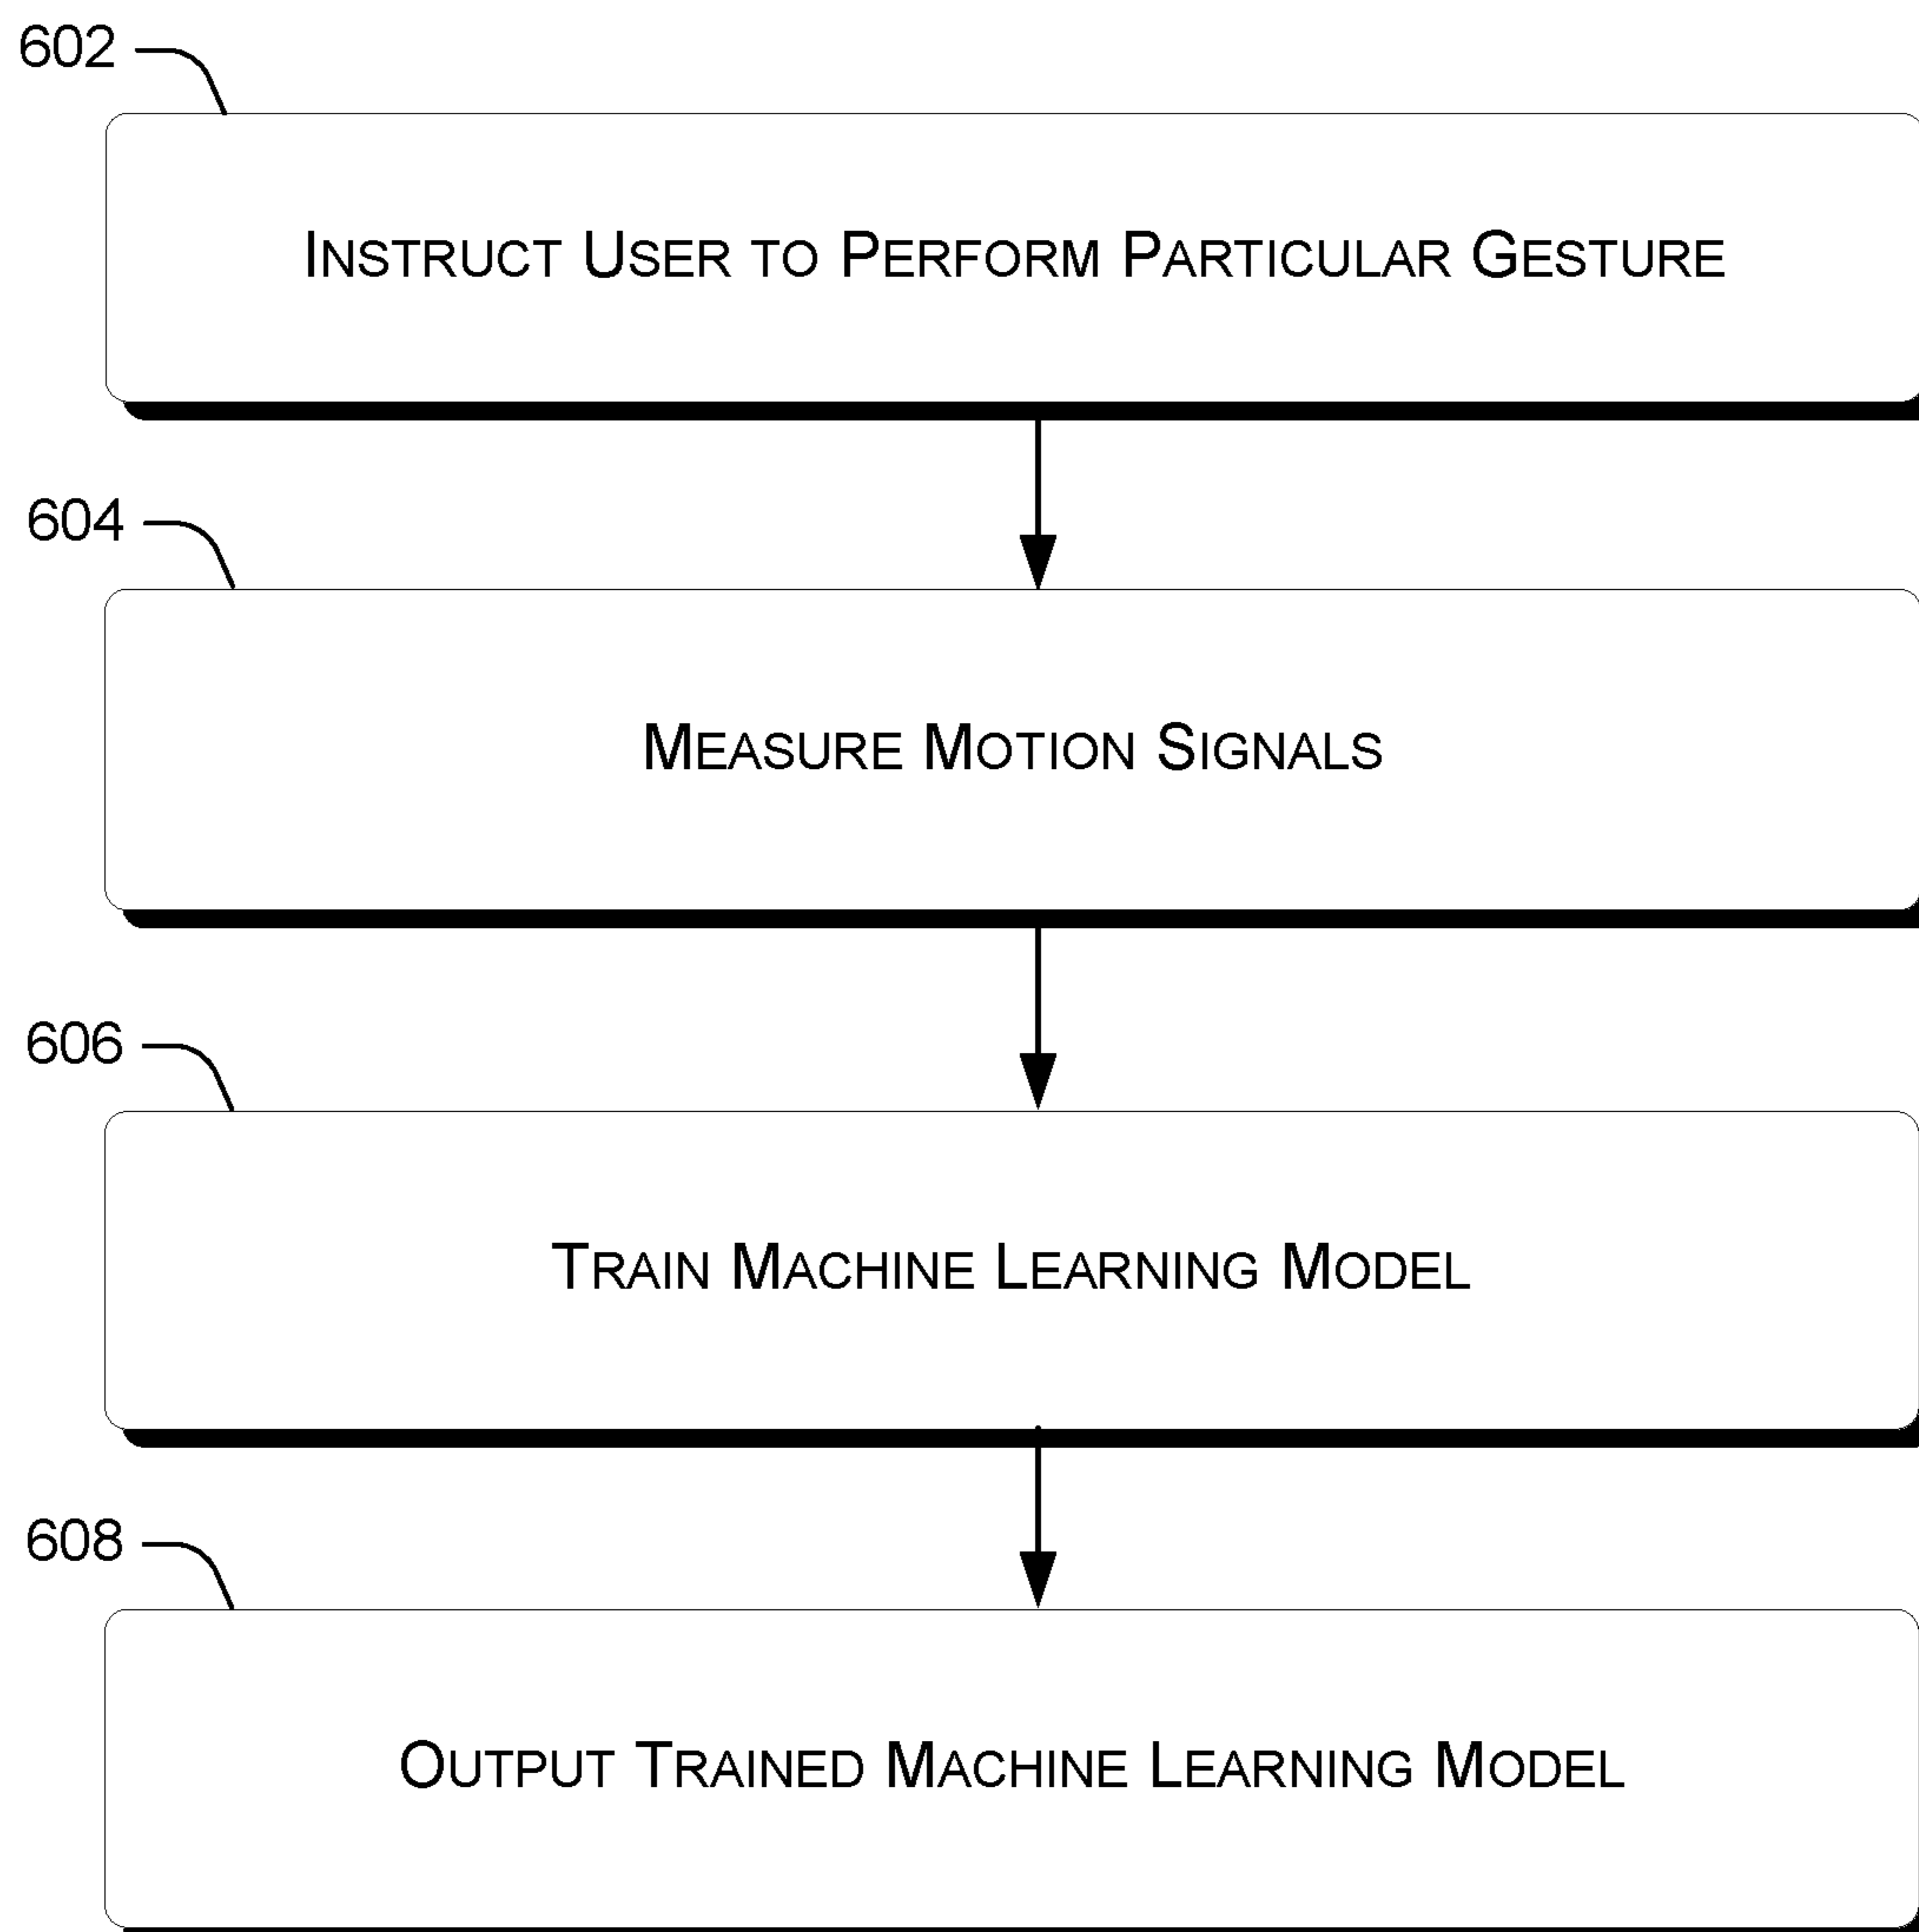 602
INSTRUCT USER TO PERFORM PARTICULAR GESTURE
604
MEASURE MOTION SIGNALS
606
TRAIN MACHINE LEARNING MODEL
608
OUTPUT TRAINED MACHINE LEARNING MODEL